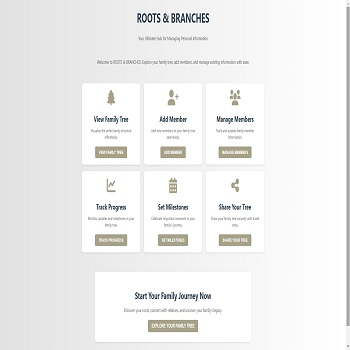 ROOTS & BRANCHES
Your Ultimate Hub for Managing Personal Information
Welcome to ROOTS & BRANCHES! Explore your family tree, add members, and manage existing information with ease.
View Family Tree
Visualize the entire family structure
effortlessly.
VIEW FAMILY TREE
Add Member
Add new members to your family tree
seamlessly.
ADD MEMBER
Manage Members
Track and update family member
information.
MANAGE MEMBERS
Track Progress
Monitor updates and milestones in your
family tree.
TRACK PROGRESS
Set Milestones
Celebrate important moments in your
family's journey.
SET MILESTONES
Share Your Tree
Share your family tree securely with loved
ones.
SHARE YOUR TREE
Start Your Family Journey Now
Discover your roots, connect with relatives, and uncover your family's legacy.
EXPLORE YOUR FAMILY TREE